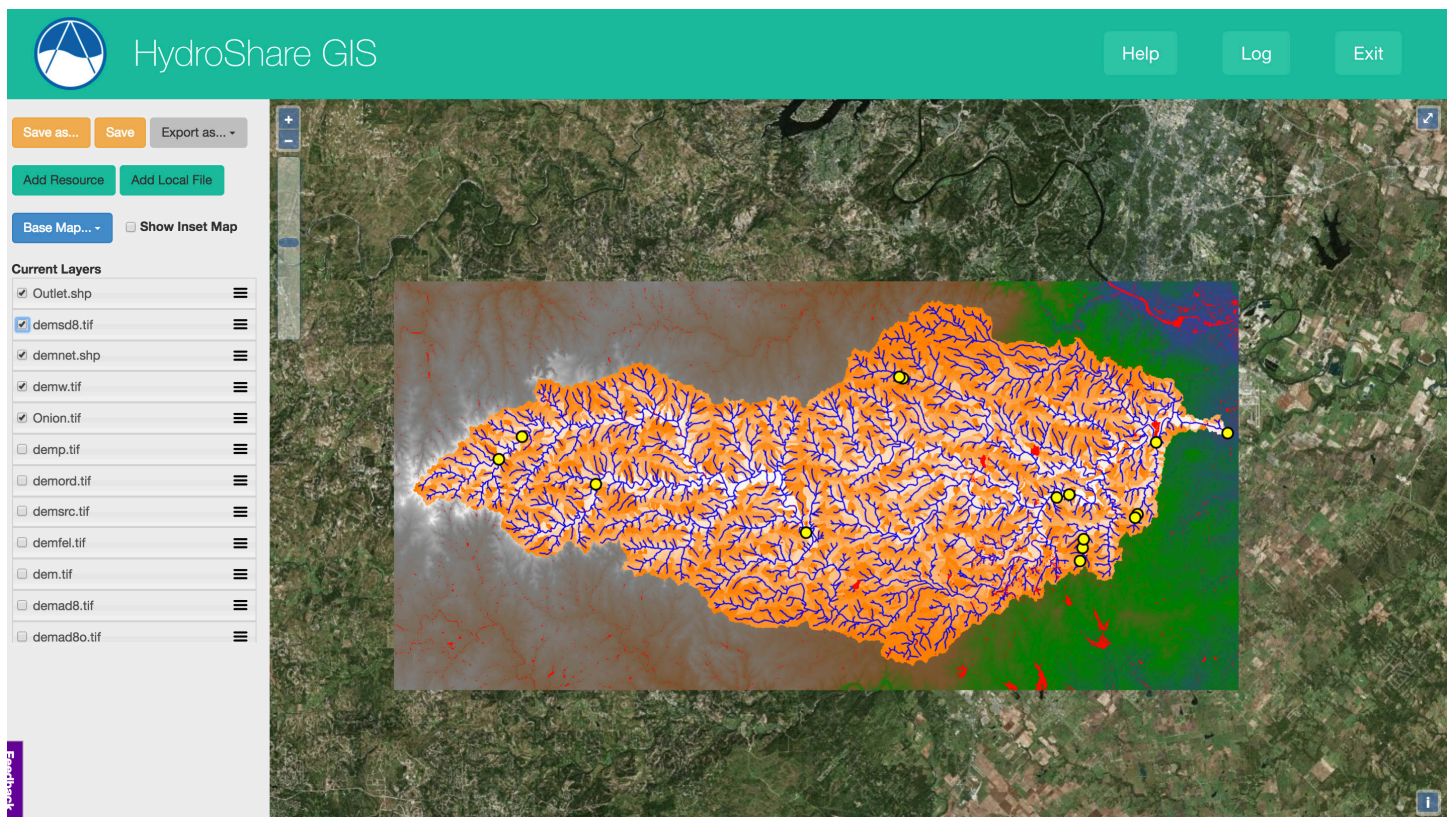 HydroShare GIS
Help
Log
Exit
Save as...
Save
Export as...
Add Resource
Add Local File
Base Map...
Show Inset Map
Current Layers
Outlet.shp
demsd8.tif
demnet.shp
demw.tif
Onion.tif
demp.tif
demord.tif
demsrc.tif
demfel.tif
dem.tif
demad8.tif
demad8o.tif
Feedback
+
-
i